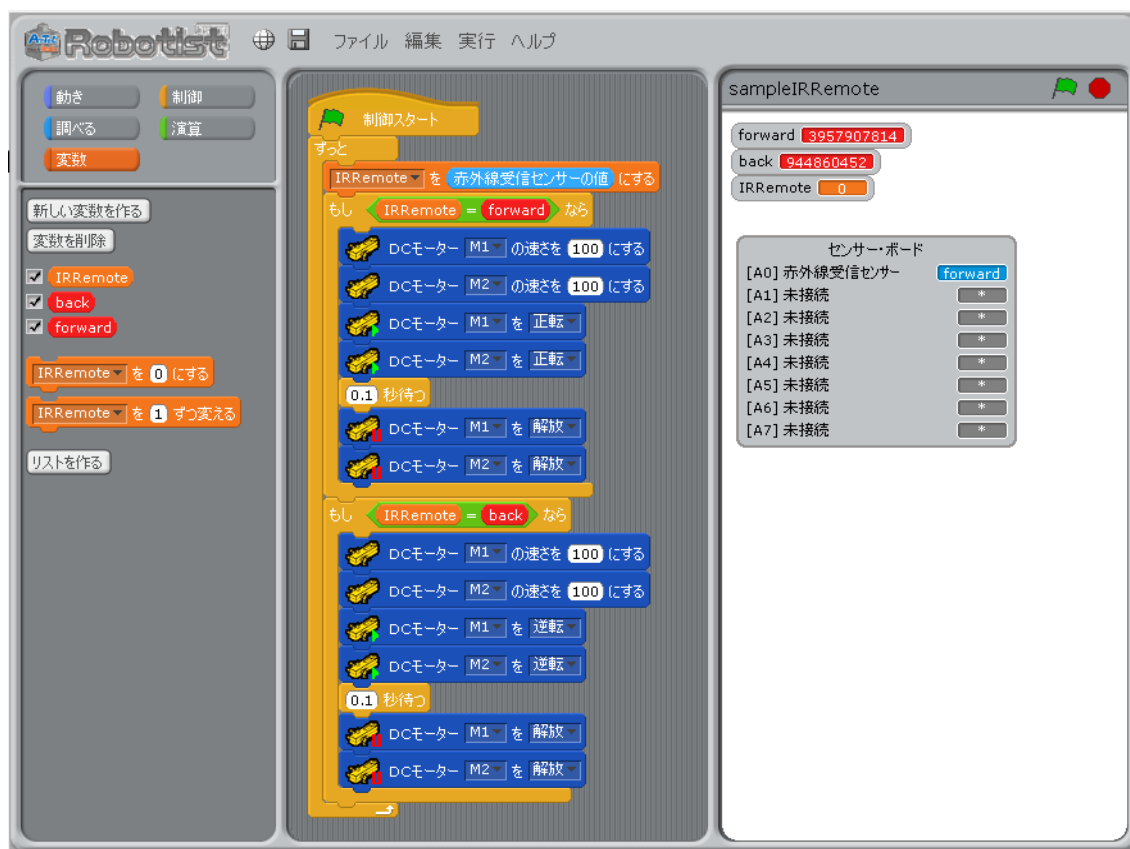 ArTec Robotist ファイル 編集 実行 ヘルプ
動き 制御
調べる 演算
変数
新しい変数を作る
変数を削除
IRRemote
back
forward
IRRemote を 0 にする
IRRemote を 1 ずつ変える
リストを作る
制御スタート
ずっと
IRRemote を 赤外線受信センサーの値 にする
もし IRRemote = forward なら
DCモーター M1 の速さを 100 にする
DCモーター M2 の速さを 100 にする
DCモーター M1 を 正転
DCモーター M2 を 正転
0.1 秒待つ
DCモーター M1 を 解放
DCモーター M2 を 解放
もし IRRemote = back なら
DCモーター M1 の速さを 100 にする
DCモーター M2 の速さを 100 にする
DCモーター M1 を 逆転
DCモーター M2 を 逆転
0.1 秒待つ
DCモーター M1 を 解放
DCモーター M2 を 解放
sampleIRRemote
forward 3957907814
back 944860452
IRRemote 0
センサー・ボード
[A0] 赤外線受信センサー forward
[A1] 未接続 *
[A2] 未接続 *
[A3] 未接続 *
[A4] 未接続 *
[A5] 未接続 *
[A6] 未接続 *
[A7] 未接続 *